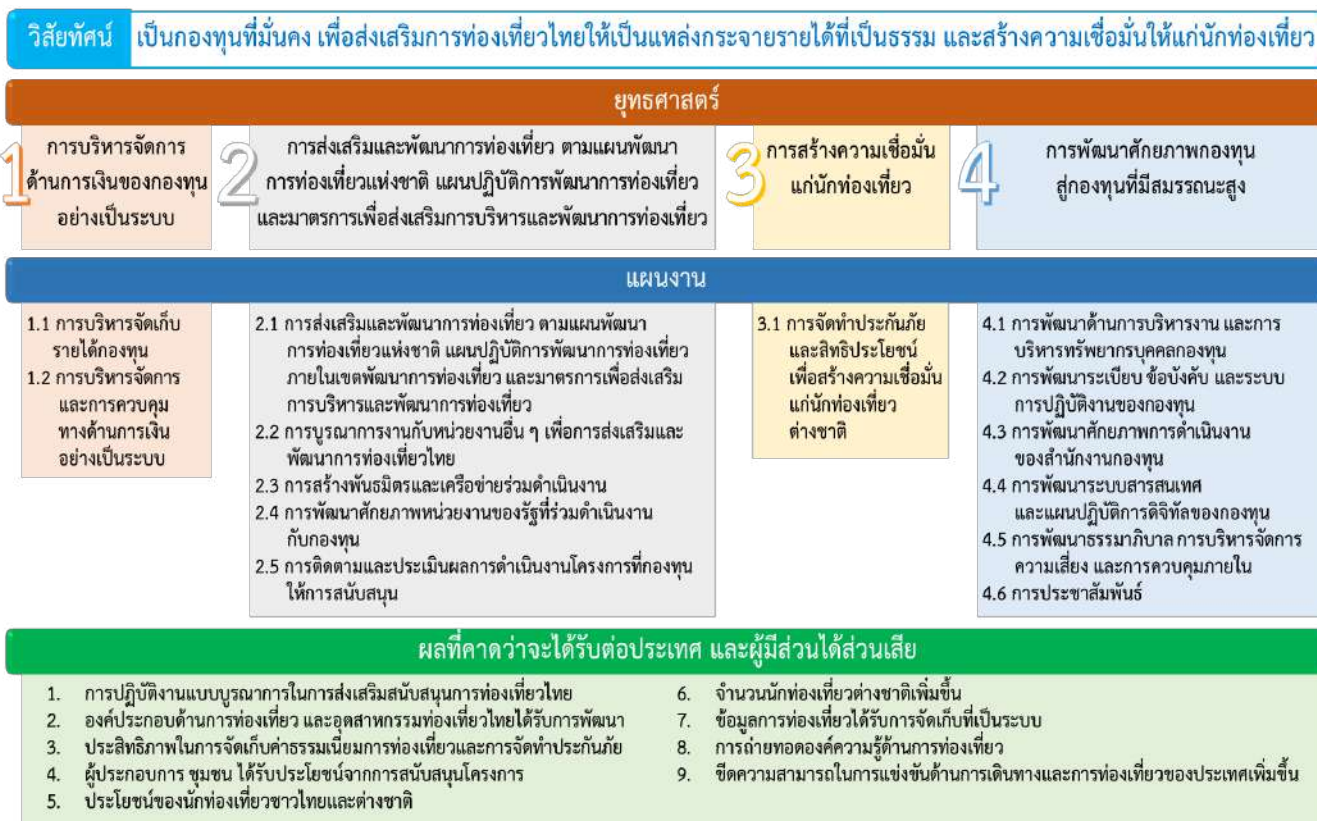 วิสัยทัศน์
เป็นกองทุนที่มั่นคง เพื่อส่งเสริมการท่องเที่ยวไทยให้เป็นแหล่งกระจายรายได้ที่เป็นธรรม และสร้างความเชื่อมั่นให้แก่นักท่องเที่ยว
ยุทธศาสตร์
1
การบริหารจัดการ
ด้านการเงินของกองทุน
อย่างเป็นระบบ
2
การส่งเสริมและพัฒนาการท่องเที่ยว ตามแผนพัฒนา
การท่องเที่ยวแห่งชาติ แผนปฏิบัติการพัฒนาการท่องเที่ยว
และมาตรการเพื่อส่งเสริมการบริหารและพัฒนาการท่องเที่ยว
3
การสร้างความเชื่อมั่น
แก่นักท่องเที่ยว
4
การพัฒนาศักยภาพกองทุน
สู่กองทุนที่มีสมรรถนะสูง
แผนงาน
1.1 การบริหารจัดเก็บ
รายได้กองทุน
1.2 การบริหารจัดการ
และการควบคุม
ทางด้านการเงิน
อย่างเป็นระบบ
2.1 การส่งเสริมและพัฒนาการท่องเที่ยว ตามแผนพัฒนา
การท่องเที่ยวแห่งชาติ แผนปฏิบัติการพัฒนาการท่องเที่ยว
ภายในเขตพัฒนาการท่องเที่ยว และมาตรการเพื่อส่งเสริม
การบริหารและพัฒนาการท่องเที่ยว
2.2 การบูรณาการงานกับหน่วยงานอื่น ๆ เพื่อการส่งเสริมและ
พัฒนาการท่องเที่ยวไทย
2.3 การสร้างพันธมิตรและเครือข่ายร่วมดำเนินงาน
2.4 การพัฒนาศักยภาพหน่วยงานของรัฐที่ร่วมดำเนินงาน
กับกองทุน
2.5 การติดตามและประเมินผลการดำเนินงานโครงการที่กองทุน
ให้การสนับสนุน
3.1 การจัดทำประกันภัย
และสิทธิประโยชน์
เพื่อสร้างความเชื่อมั่น
แก่นักท่องเที่ยว
ต่างชาติ
4.1 การพัฒนาด้านการบริหารงาน และการ
บริหารทรัพยากรบุคคลกองทุน
4.2 การพัฒนาระเบียบ ข้อบังคับ และระบบ
การปฏิบัติงานของกองทุน
4.3 การพัฒนาศักยภาพการดำเนินงาน
ของสำนักงานกองทุน
4.4 การพัฒนาระบบสารสนเทศ
และแผนปฏิบัติการดิจิทัลของกองทุน
4.5 การพัฒนาธรรมาภิบาล การบริหารจัดการ
ความเสี่ยง และการควบคุมภายใน
4.6 การประชาสัมพันธ์
ผลที่คาดว่าจะได้รับต่อประเทศ และผู้มีส่วนได้ส่วนเสีย
1. การปฏิบัติงานแบบบูรณาการในการส่งเสริมสนับสนุนการท่องเที่ยวไทย
2. องค์ประกอบด้านการท่องเที่ยว และอุตสาหกรรมท่องเที่ยวไทยได้รับการพัฒนา
3. ประสิทธิภาพในการจัดเก็บค่าธรรมเนียมการท่องเที่ยวและการจัดทำประกันภัย
4. ผู้ประกอบการ ชุมชน ได้รับประโยชน์จากการสนับสนุนโครงการ
5. ประโยชน์ของนักท่องเที่ยวชาวไทยและต่างชาติ
6. จำนวนนักท่องเที่ยวต่างชาติเพิ่มขึ้น
7. ข้อมูลการท่องเที่ยวได้รับการจัดเก็บที่เป็นระบบ
8. การถ่ายทอดองค์ความรู้ด้านการท่องเที่ยว
9. ขีดความสามารถในการแข่งขันด้านการเดินทางและการท่องเที่ยวของประเทศเพิ่มขึ้น